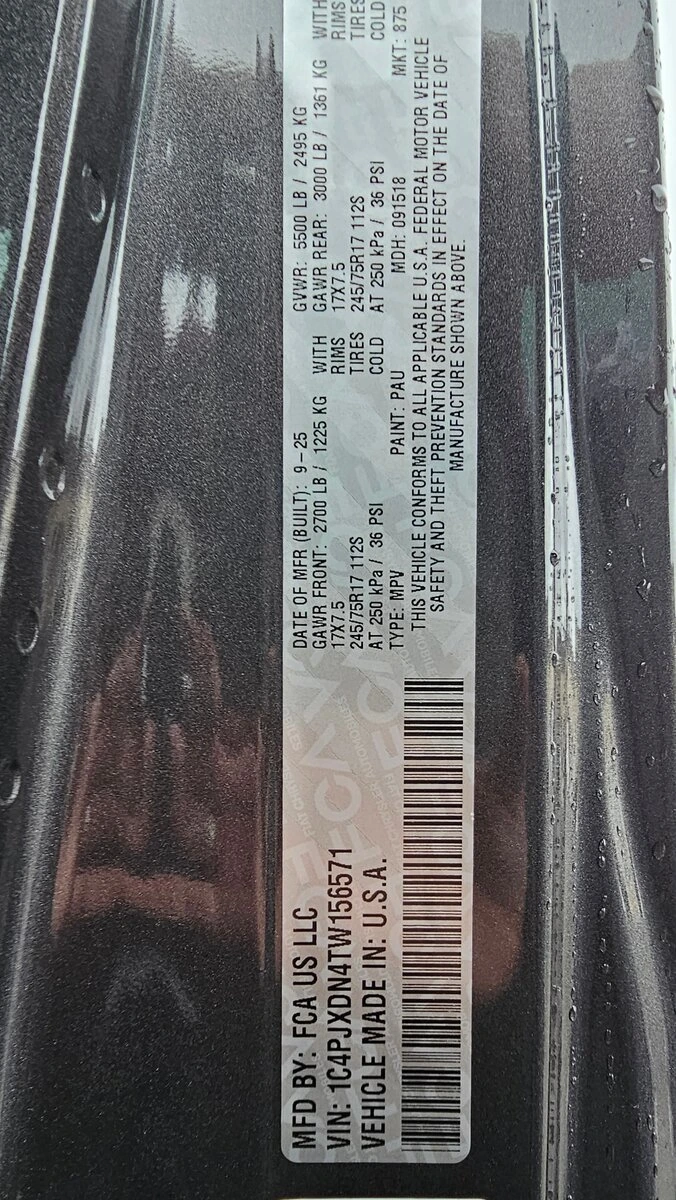 MFD BY: FCA US LLC
VIN: 1C4PJXDN4TW156571
VEHICLE MADE IN: U.S.A.
DATE OF MFR (BUILT): 9-25 GVWR: 5500 LB / 2495 KG
GAWR FRONT: 2700 LB / 1225 KG WITH GAWR REAR: 3000 LB / 1361 KG WITH
17X7.5 RIMS 17X7.5 RIMS
245/75R17 112S TIRES 245/75R17 112S TIRES
AT 250 kPa / 36 PSI COLD AT 250 kPa / 36 PSI COLD
TYPE: MPV PAINT: PAU MDH: 091518 MKT: 875
THIS VEHICLE CONFORMS TO ALL APPLICABLE U.S.A. FEDERAL MOTOR VEHICLE
SAFETY AND THEFT PREVENTION STANDARDS IN EFFECT ON THE DATE OF
MANUFACTURE SHOWN ABOVE.